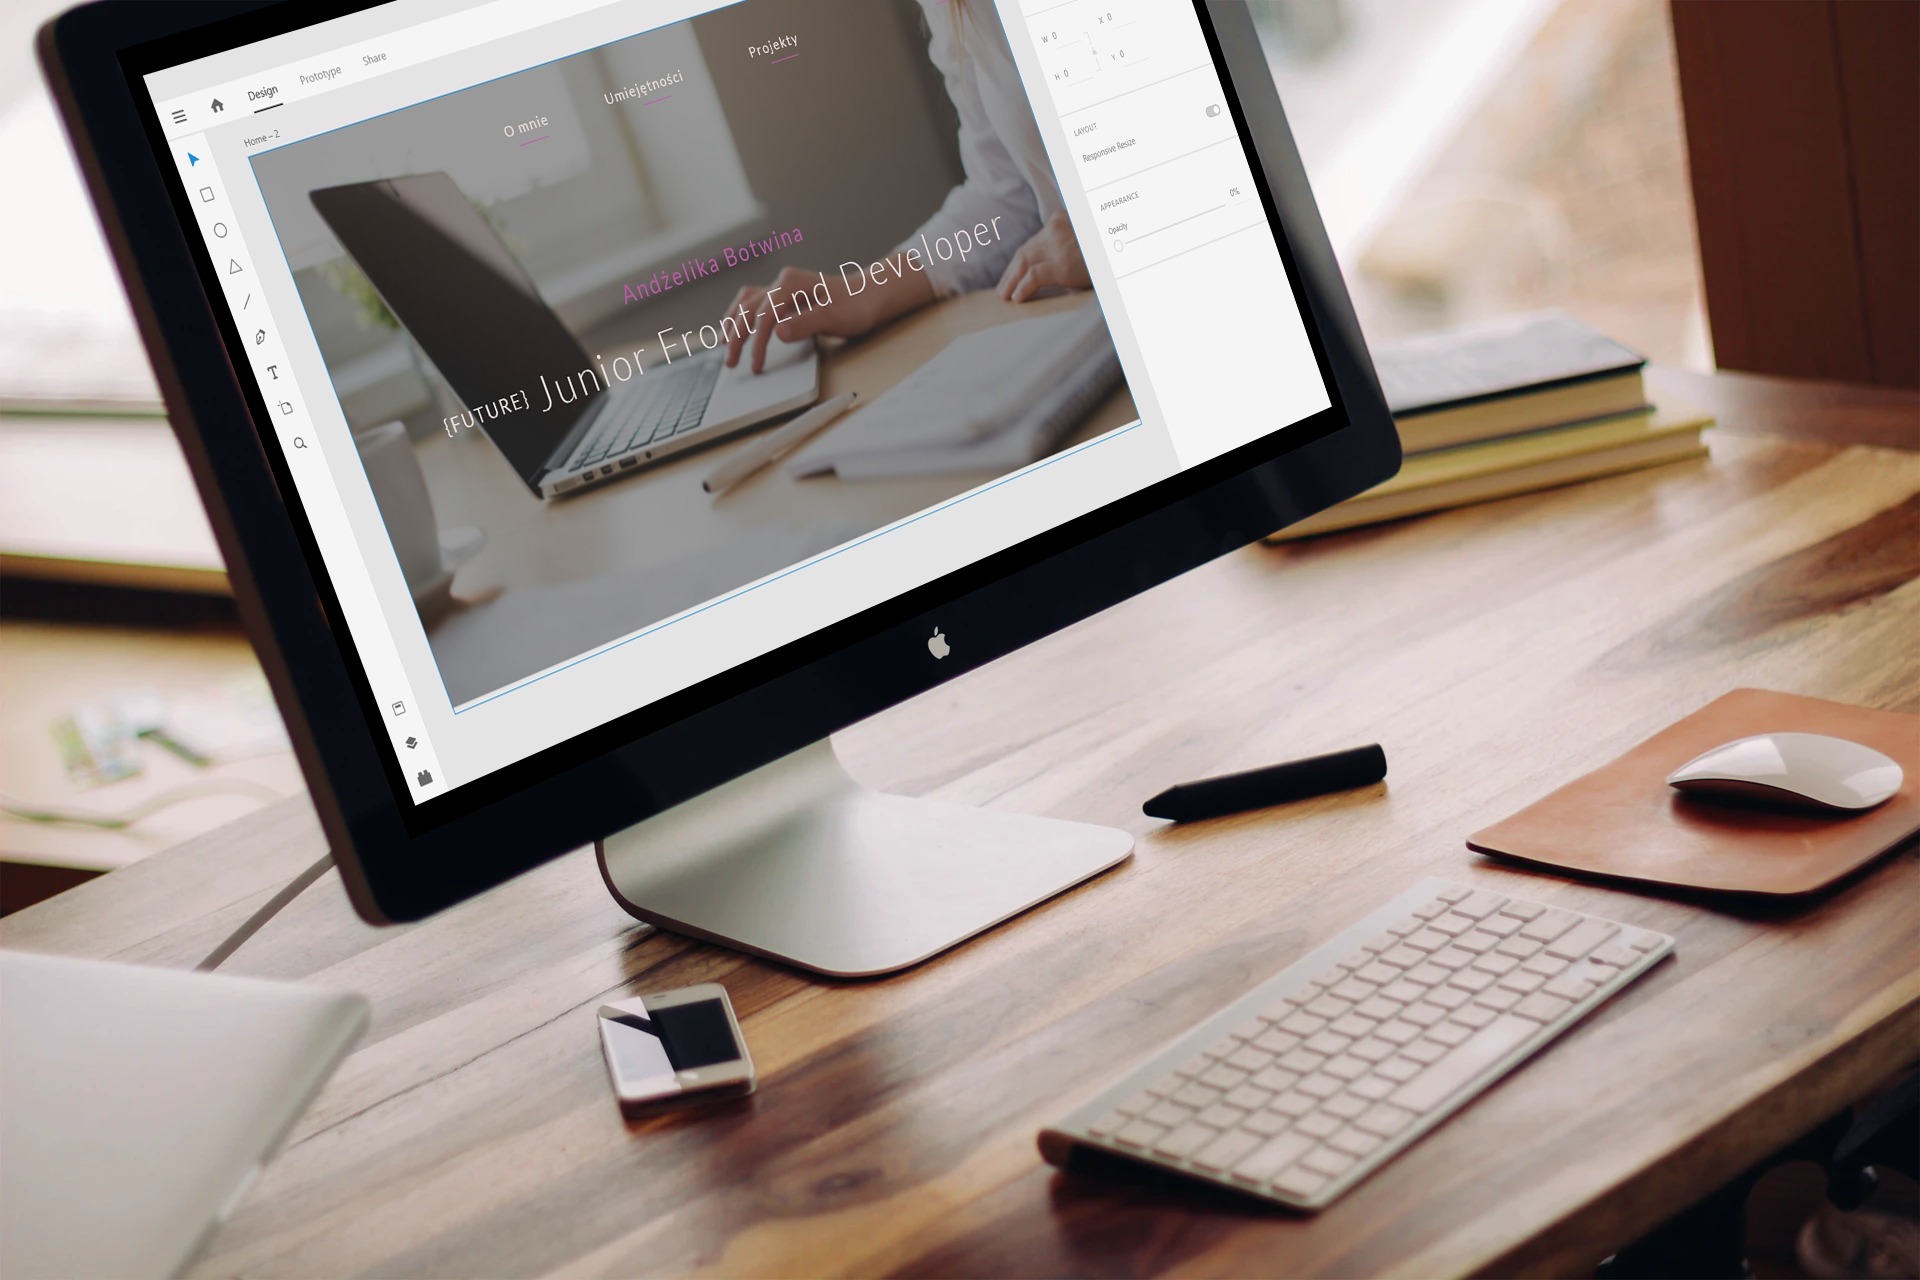 Design
Prototype
Share
Home – 2
O mnie
Umiejętności
Projekty
Andżelika Botwina
{FUTURE} Junior Front-End Developer
W 0
X 0
H 0
Y 0
LAYOUT
Responsive Resize
APPEARANCE
Opacity
0%